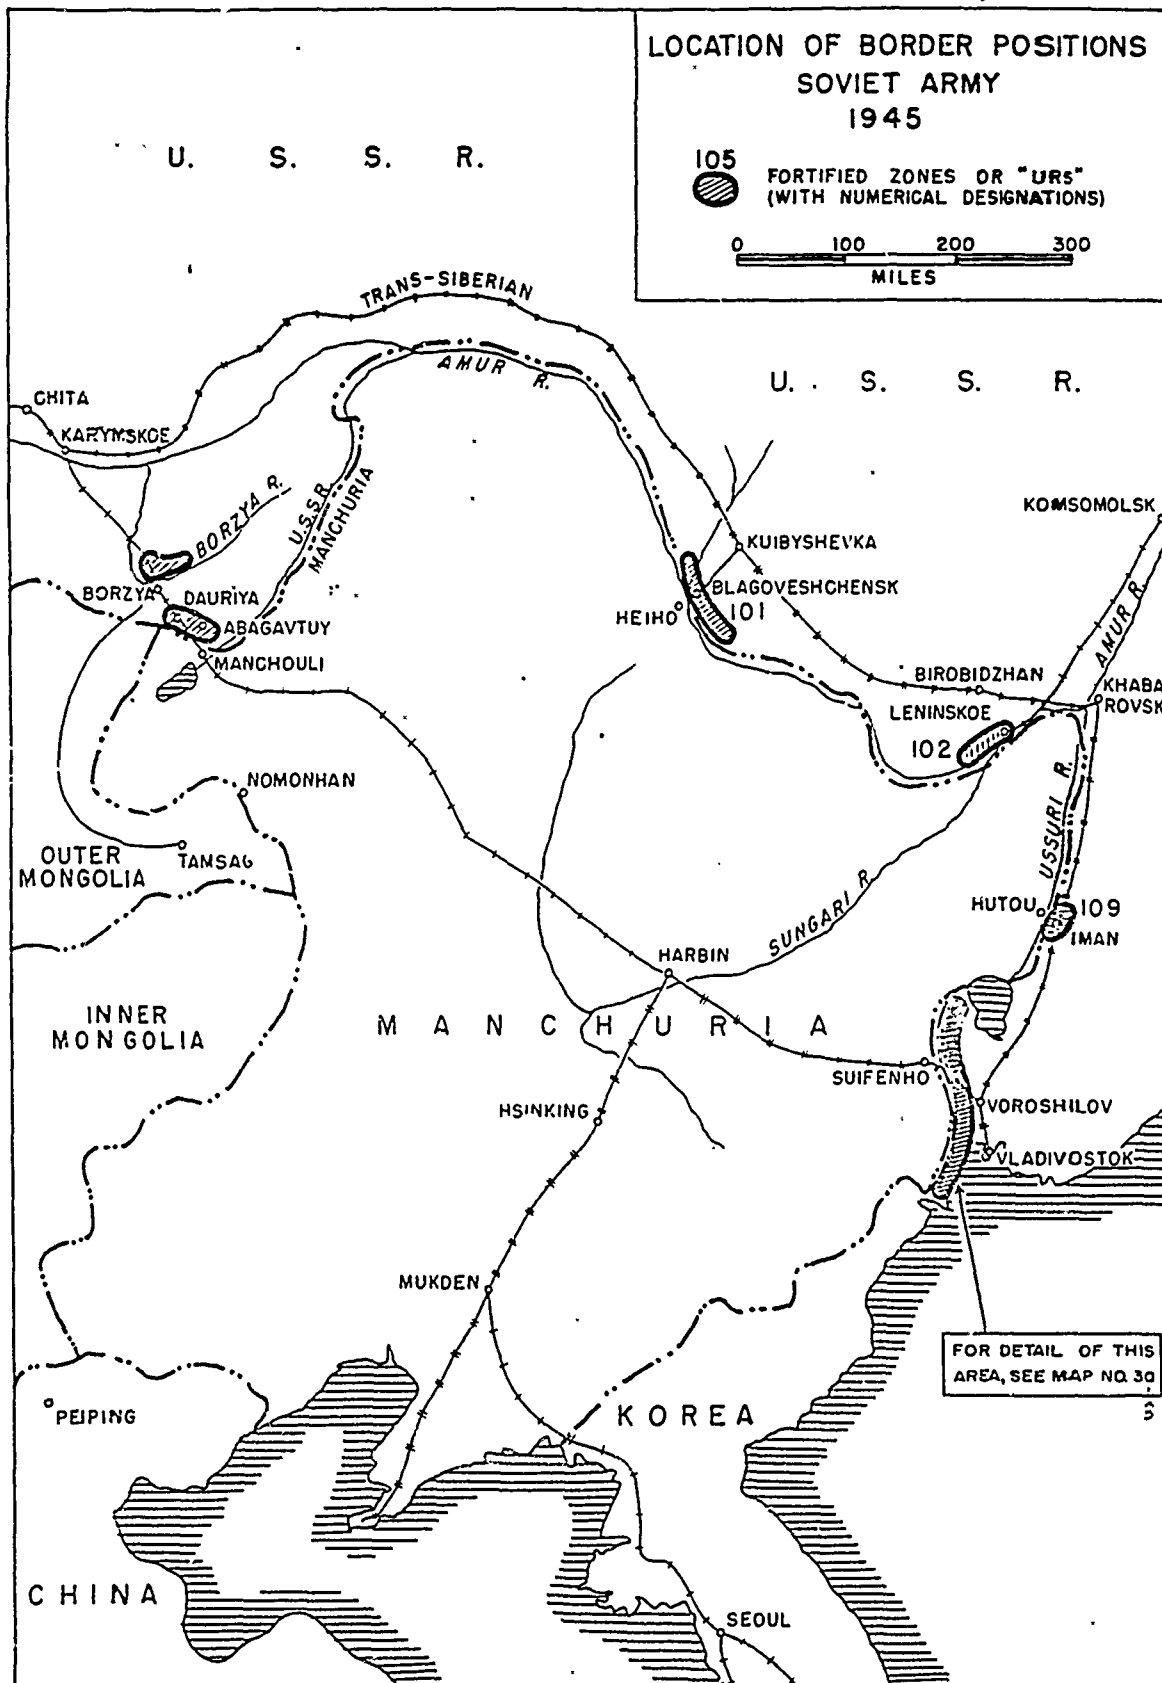 LOCATION OF BORDER POSITIONS
SOVIET ARMY
1945
105
FORTIFIED ZONES OR "URS"
(WITH NUMERICAL DESIGNATIONS)
0 100 200 300
MILES
U. S. S. R.
TRANS-SIBERIAN
AMUR R.
U. S. S. R.
CHITA
KARYMSKOE
BORZYA R.
U.S.S.R.
MANCHURIA
KOMSOMOLSK
KUIBYSHEVKA
BORZYA
DAURIYA
BLAGOVESHCHENSK
101
HEIHO
ABAGAVTUY
AMUR R.
MANCHOULI
BIROBIDZHAN
KHABA
ROVSK
LENINSKOE
102
NOMONHAN
USSURI R.
OUTER
MONGOLIA
TAMSAG
HUTOU
109
IMAN
SUNGARI R.
HARBIN
INNER
MONGOLIA
MANCHURIA
SUIFENHO
HSINKING
VOROSHILOV
VLADIVOSTOK
MUKDEN
FOR DETAIL OF THIS
AREA, SEE MAP NO. 3a
PEIPING
KOREA
CHINA
SEOUL